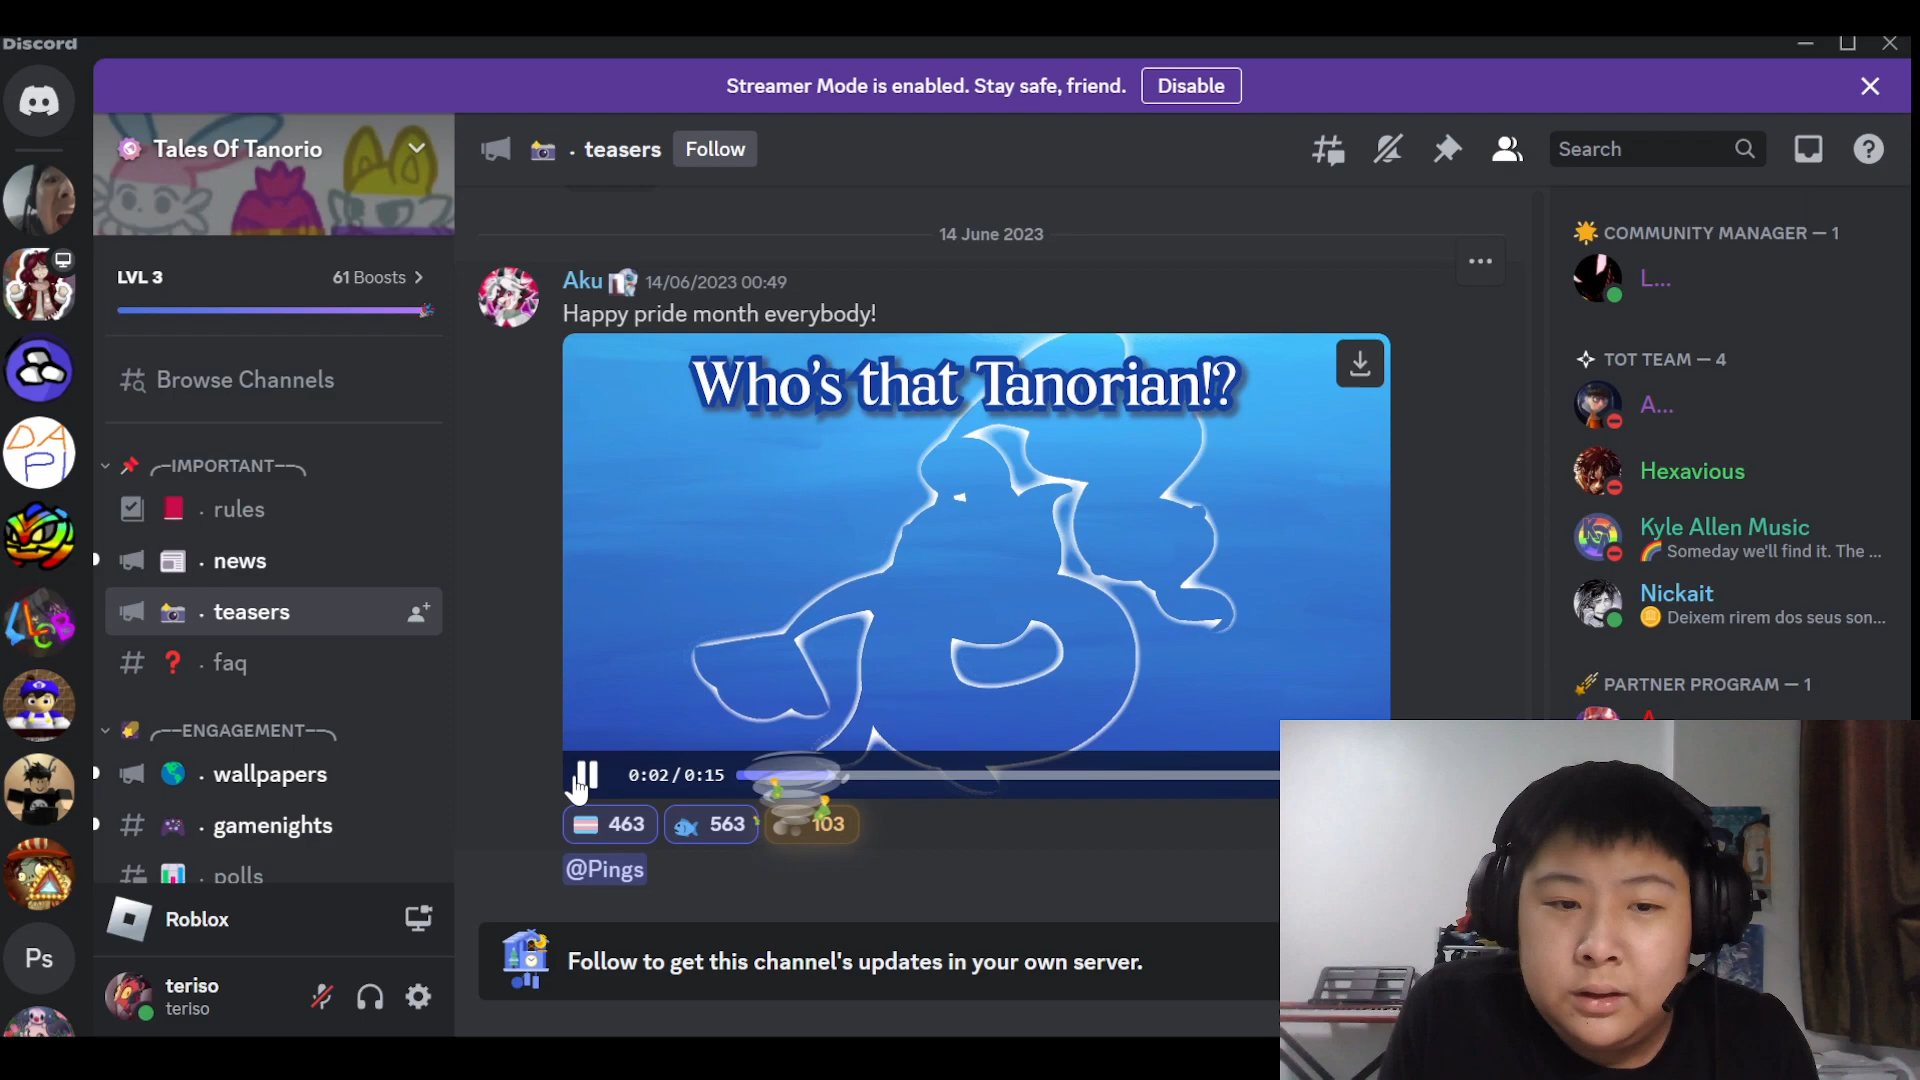 Discord
Streamer Mode is enabled. Stay safe, friend.
Disable
Tales Of Tanorio
LVL 3
61 Boosts
Browse Channels
IMPORTANT
rules
news
teasers
faq
ENGAGEMENT
wallpapers
gamenights
polls
Roblox
Ps
teriso
teriso
teasers
Follow
Search
14 June 2023
Aku 14/06/2023 00:49
Happy pride month everybody!
Who's that Tanorian!?
0:02/0:15
463
563
103
@Pings
Follow to get this channel's updates in your own server.
COMMUNITY MANAGER — 1
L...
TOT TEAM — 4
A...
Hexavious
Kyle Allen Music
Someday we'll find it. The ...
Nickait
Deixem rirem dos seus son...
PARTNER PROGRAM — 1